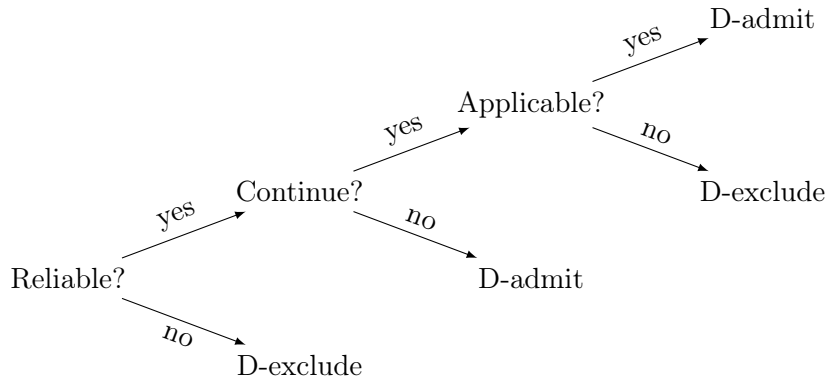 D-admit
yes
Applicable?
yes
no
Continue?
D-exclude
yes
no
Reliable?
D-admit
no
D-exclude